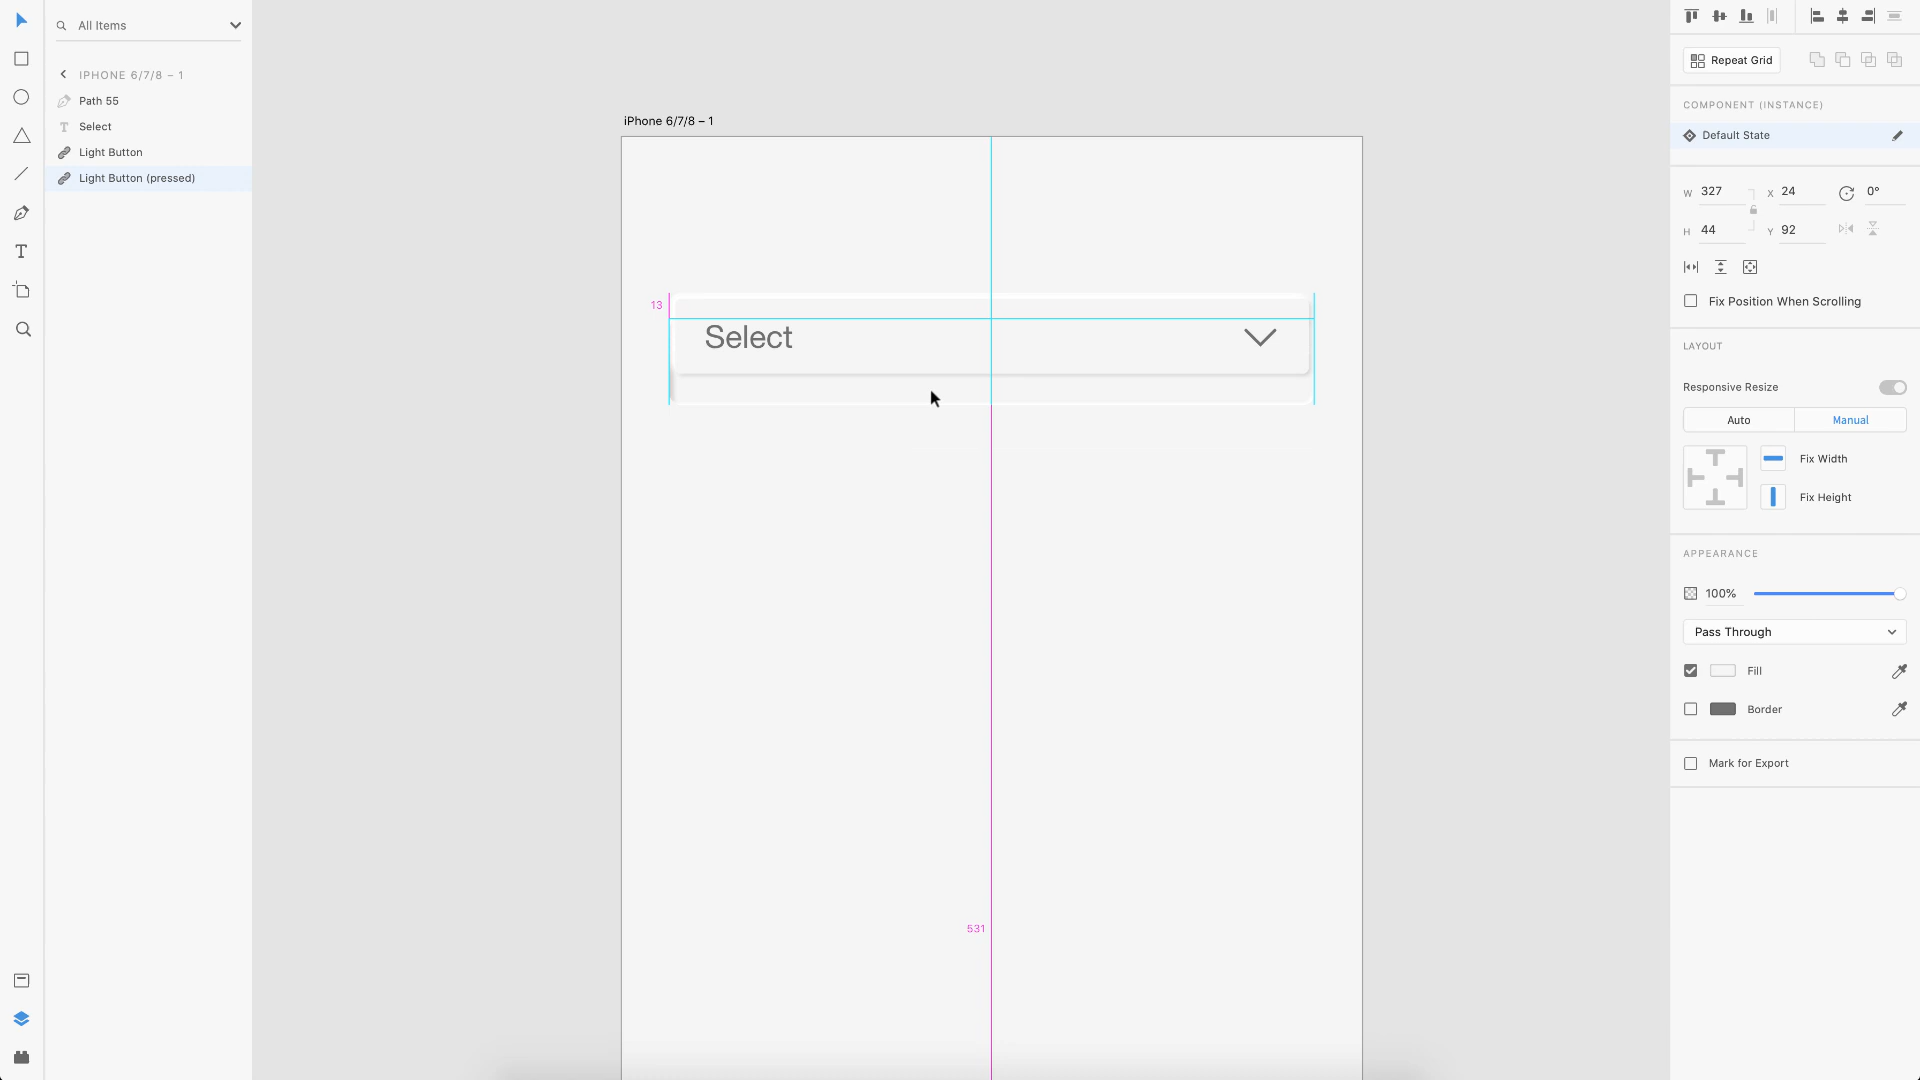 All Items
IPHONE 6/7/8 – 1
Path 55
Select
Light Button
Light Button (pressed)
iPhone 6/7/8 – 1
13
Select
531
Repeat Grid
COMPONENT (INSTANCE)
Default State
W 327 X 24 0°
H 44 Y 92
Fix Position When Scrolling
LAYOUT
Responsive Resize
Auto Manual
Fix Width
Fix Height
APPEARANCE
100%
Pass Through
Fill
Border
Mark for Export